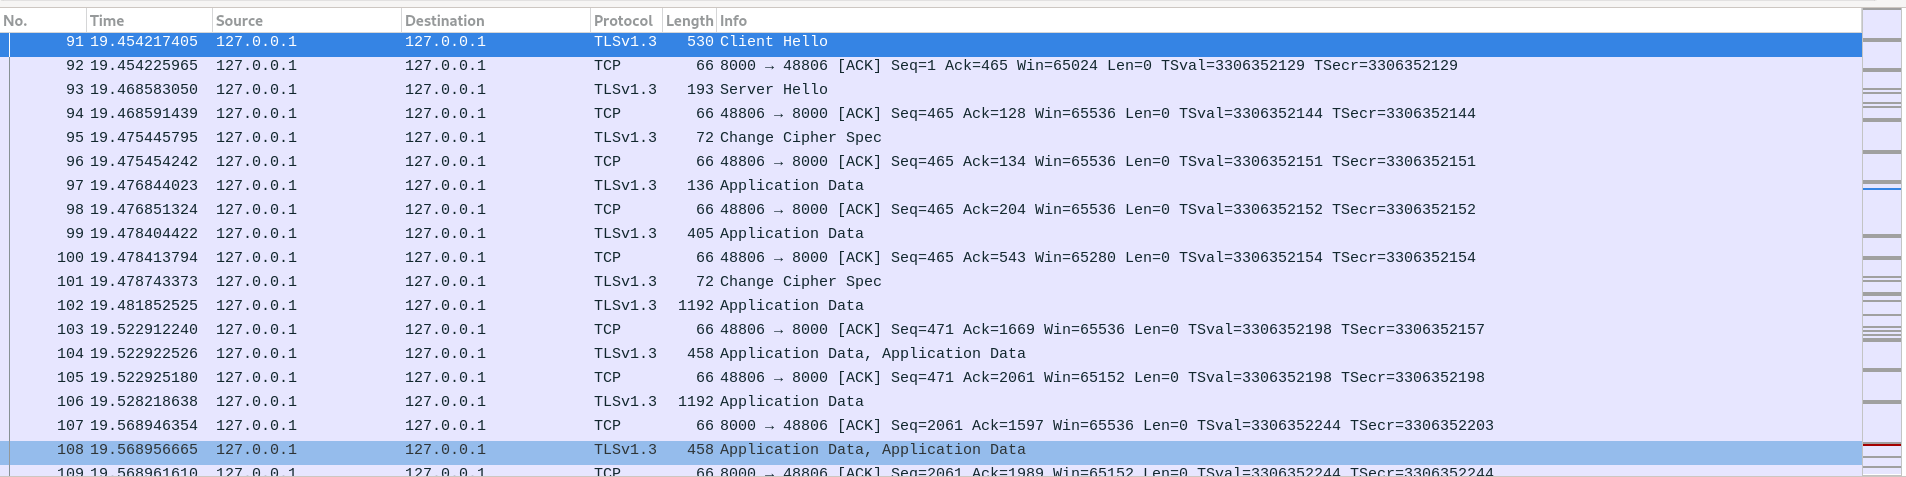 No. Time Source Destination Protocol Length Info
91 19.454217405 127.0.0.1 127.0.0.1 TLSv1.3 530 Client Hello
92 19.454225965 127.0.0.1 127.0.0.1 TCP 66 8000 → 48806 [ACK] Seq=1 Ack=465 Win=65024 Len=0 TSval=3306352129 TSecr=3306352129
93 19.468583050 127.0.0.1 127.0.0.1 TLSv1.3 193 Server Hello
94 19.468591439 127.0.0.1 127.0.0.1 TCP 66 48806 → 8000 [ACK] Seq=465 Ack=128 Win=65536 Len=0 TSval=3306352144 TSecr=3306352144
95 19.475445795 127.0.0.1 127.0.0.1 TLSv1.3 72 Change Cipher Spec
96 19.475454242 127.0.0.1 127.0.0.1 TCP 66 48806 → 8000 [ACK] Seq=465 Ack=134 Win=65536 Len=0 TSval=3306352151 TSecr=3306352151
97 19.476844023 127.0.0.1 127.0.0.1 TLSv1.3 136 Application Data
98 19.476851324 127.0.0.1 127.0.0.1 TCP 66 48806 → 8000 [ACK] Seq=465 Ack=204 Win=65536 Len=0 TSval=3306352152 TSecr=3306352152
99 19.478404422 127.0.0.1 127.0.0.1 TLSv1.3 405 Application Data
100 19.478413794 127.0.0.1 127.0.0.1 TCP 66 48806 → 8000 [ACK] Seq=465 Ack=543 Win=65280 Len=0 TSval=3306352154 TSecr=3306352154
101 19.478743373 127.0.0.1 127.0.0.1 TLSv1.3 72 Change Cipher Spec
102 19.481852525 127.0.0.1 127.0.0.1 TLSv1.3 1192 Application Data
103 19.522912240 127.0.0.1 127.0.0.1 TCP 66 48806 → 8000 [ACK] Seq=471 Ack=1669 Win=65536 Len=0 TSval=3306352198 TSecr=3306352157
104 19.522922526 127.0.0.1 127.0.0.1 TLSv1.3 458 Application Data, Application Data
105 19.522925180 127.0.0.1 127.0.0.1 TCP 66 48806 → 8000 [ACK] Seq=471 Ack=2061 Win=65152 Len=0 TSval=3306352198 TSecr=3306352198
106 19.528218638 127.0.0.1 127.0.0.1 TLSv1.3 1192 Application Data
107 19.568946354 127.0.0.1 127.0.0.1 TCP 66 8000 → 48806 [ACK] Seq=2061 Ack=1597 Win=65536 Len=0 TSval=3306352244 TSecr=3306352203
108 19.568956665 127.0.0.1 127.0.0.1 TLSv1.3 458 Application Data, Application Data
109 19.568961610 127.0.0.1 127.0.0.1 TCP 66 8000 → 48806 [ACK] Seq=2061 Ack=1989 Win=65152 Len=0 TSval=3306352244 TSecr=3306352244